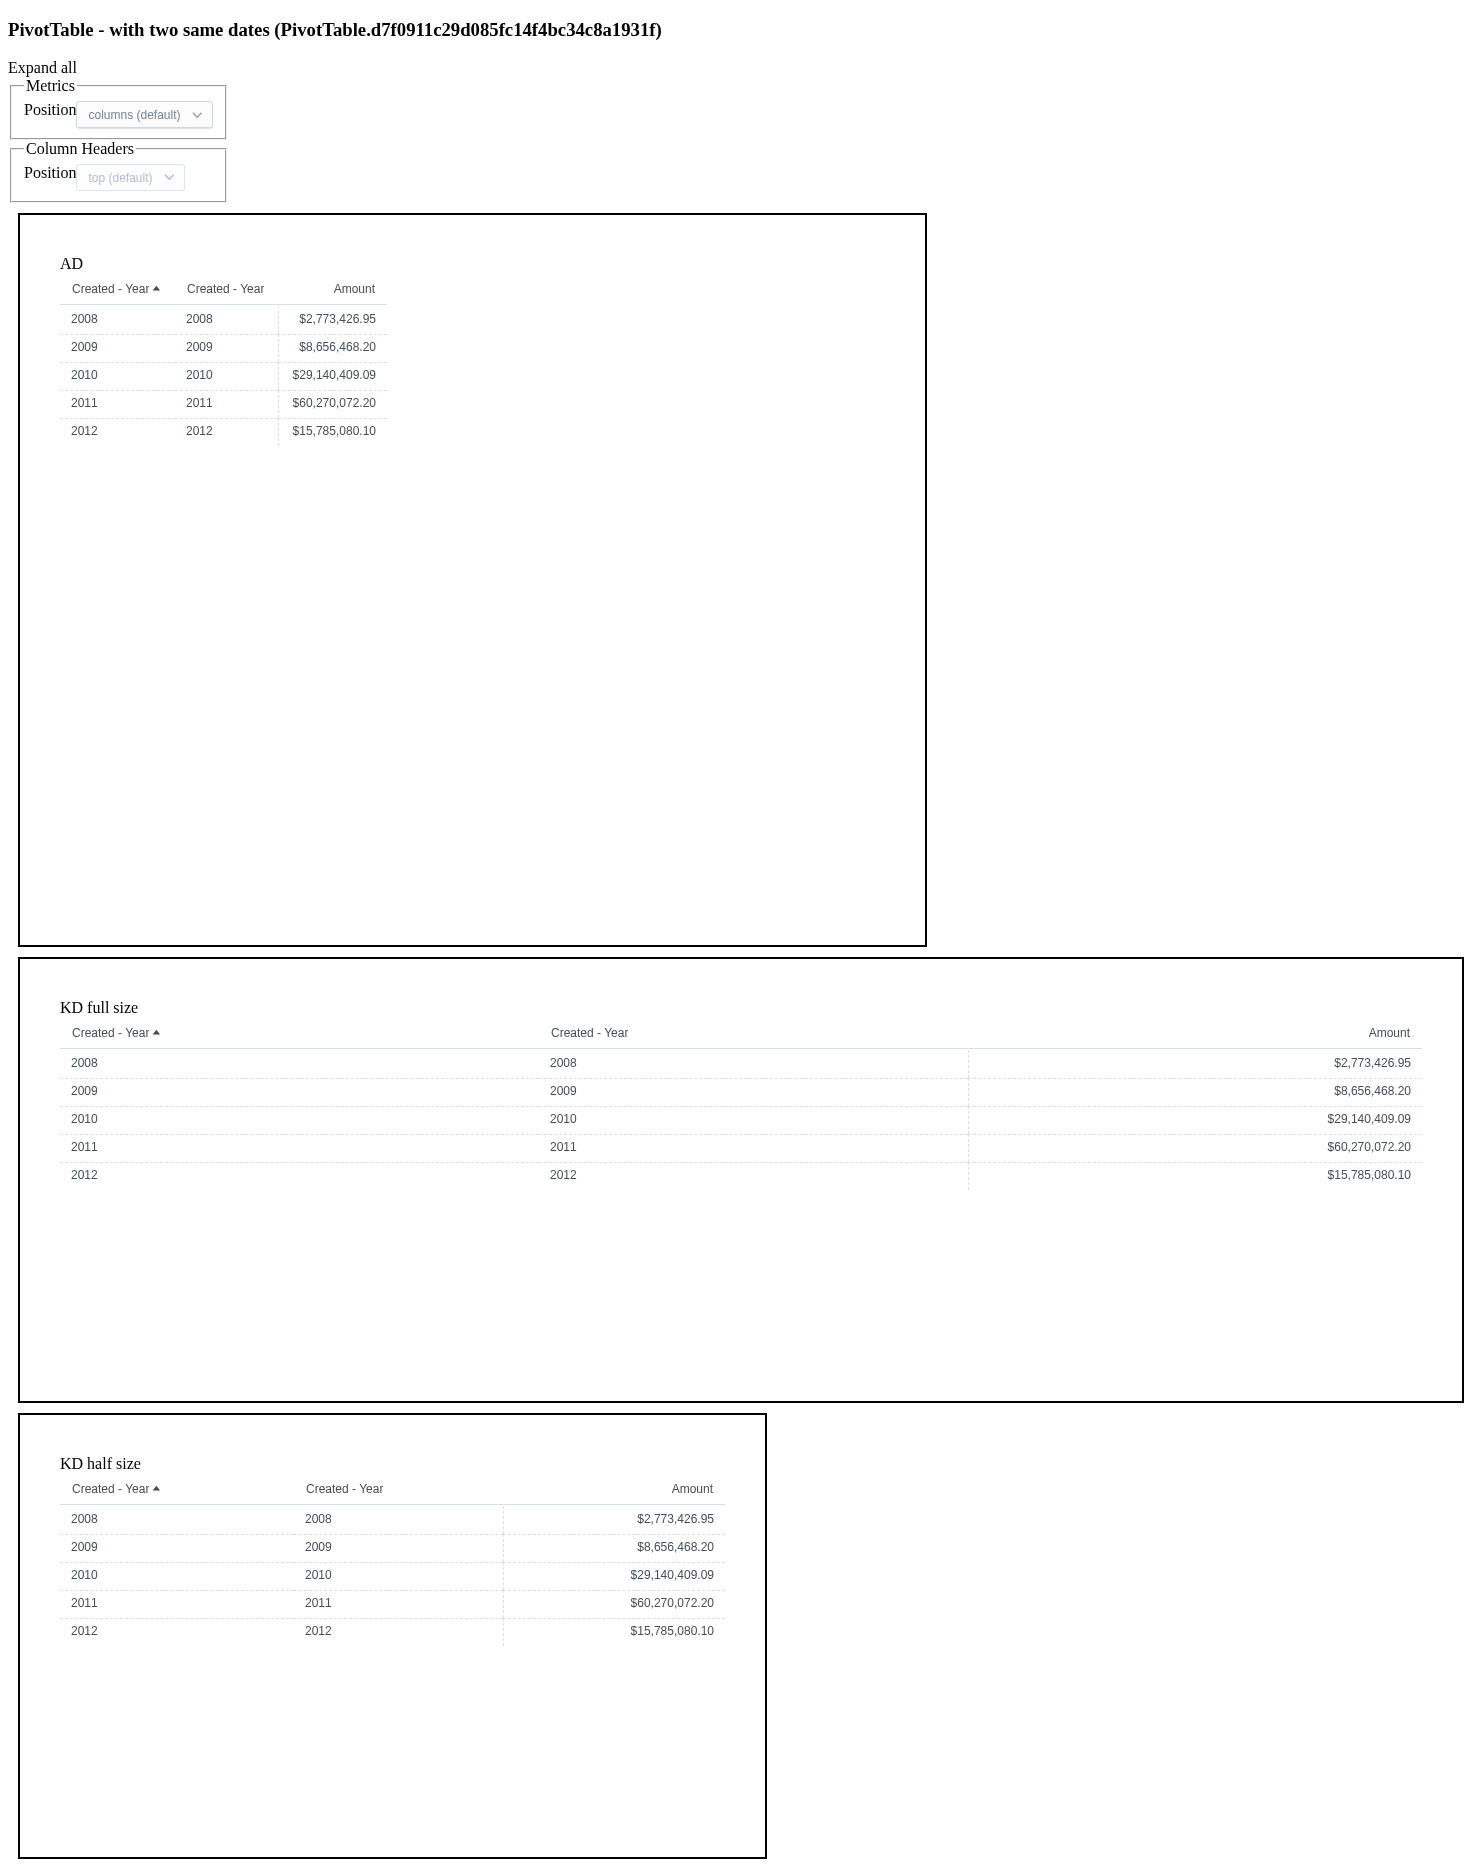 PivotTable - with two same dates (PivotTable.d7f0911c29d085fc14f4bc34c8a1931f)
Expand all
Metrics
Position columns (default)
Column Headers
Position top (default)
AD
Created - Year Created - Year Amount
2008 2008 $2,773,426.95
2009 2009 $8,656,468.20
2010 2010 $29,140,409.09
2011 2011 $60,270,072.20
2012 2012 $15,785,080.10
KD full size
Created - Year Created - Year Amount
2008 2008 $2,773,426.95
2009 2009 $8,656,468.20
2010 2010 $29,140,409.09
2011 2011 $60,270,072.20
2012 2012 $15,785,080.10
KD half size
Created - Year Created - Year Amount
2008 2008 $2,773,426.95
2009 2009 $8,656,468.20
2010 2010 $29,140,409.09
2011 2011 $60,270,072.20
2012 2012 $15,785,080.10